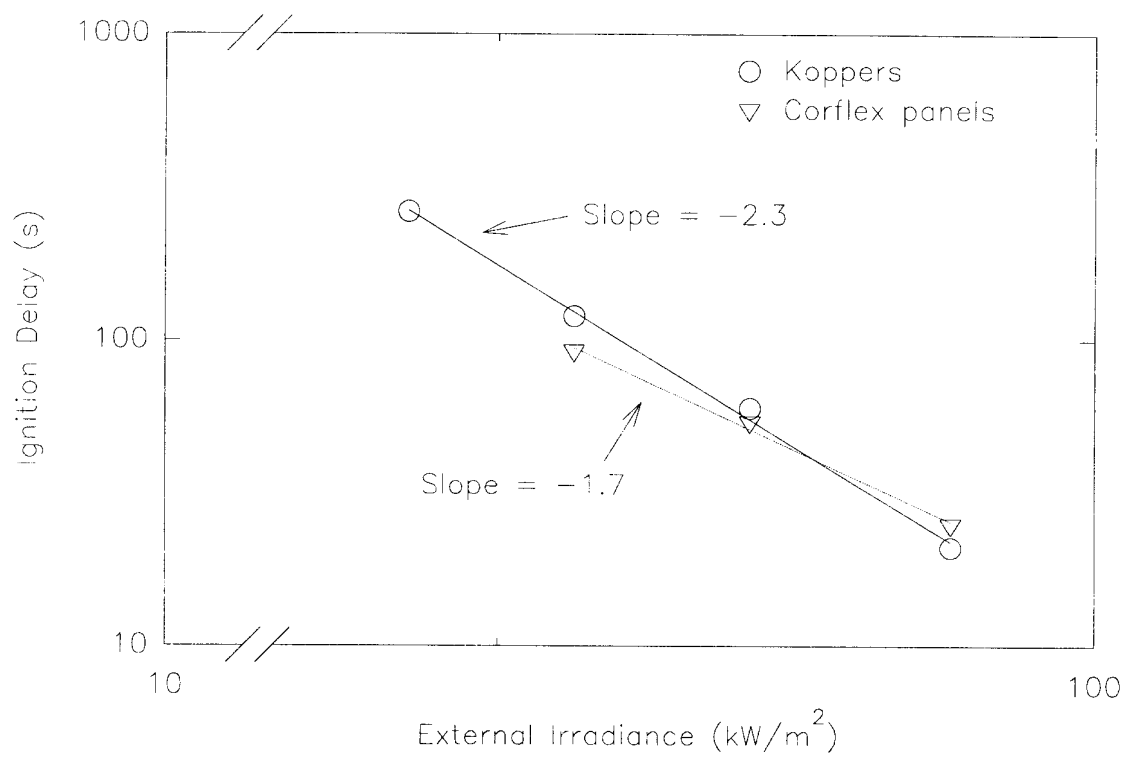 1000
Koppers
Corflex panels
Slope = −2.3
Ignition Delay (s)
100
Slope = −1.7
10
10
100
External Irradiance (kW/m²)